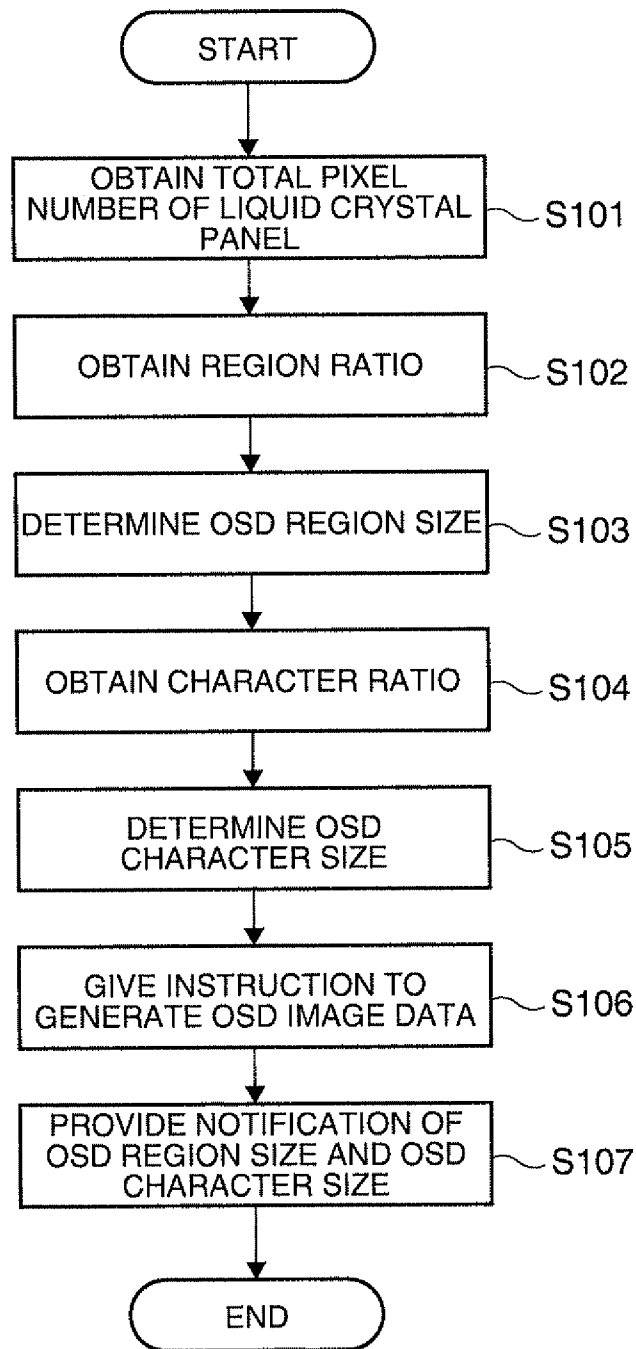 START
OBTAIN TOTAL PIXEL
NUMBER OF LIQUID CRYSTAL
PANEL
S101
OBTAIN REGION RATIO
S102
DETERMINE OSD REGION SIZE
S103
OBTAIN CHARACTER RATIO
S104
DETERMINE OSD
CHARACTER SIZE
S105
GIVE INSTRUCTION TO
GENERATE OSD IMAGE DATA
S106
PROVIDE NOTIFICATION OF
OSD REGION SIZE AND OSD
CHARACTER SIZE
S107
END